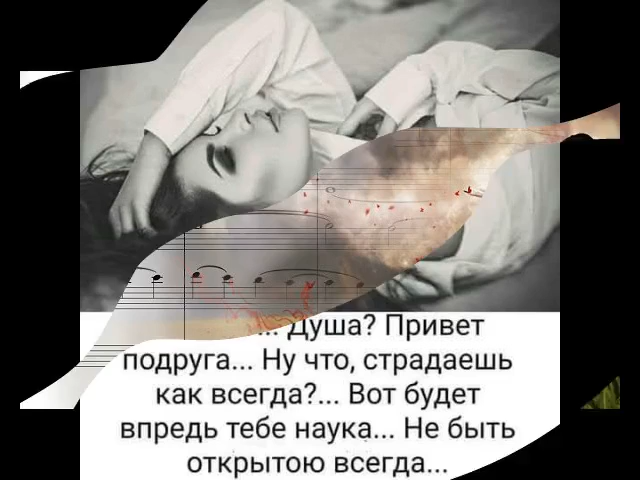 ... Душа? Привет
подруга... Ну что, страдаешь
как всегда?... Вот будет
впредь тебе наука... Не быть
открытою всегда...